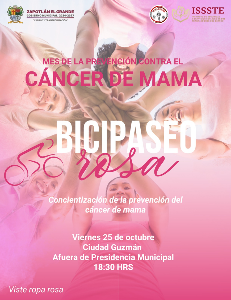 ZAPOTLÁN EL GRANDE
ISSSTE
MES DE LA PREVENCIÓN CONTRA EL
CÁNCER DE MAMA
BICIPASEO
rosa
Concientización de la prevención del
cáncer de mama
Viernes 25 de octubre
Ciudad Guzmán
Afuera de Presidencia Municipal
18:30 HRS
Viste ropa rosa